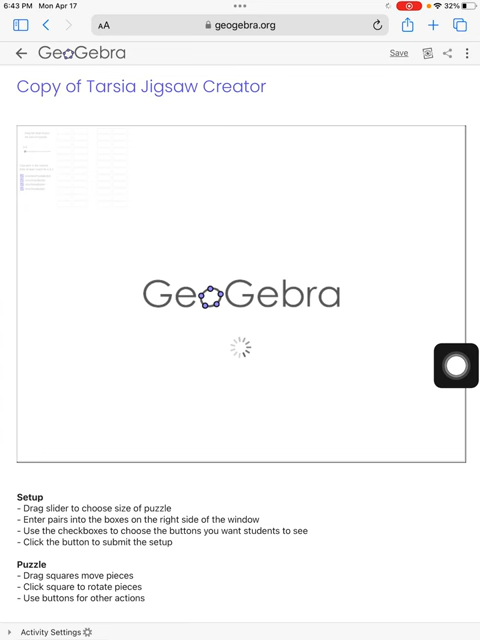 6:43 PM Mon Apr 17
32%
AA
geogebra.org
GeoGebra
Save
Copy of Tarsia Jigsaw Creator
GeoGebra
Setup
- Drag slider to choose size of puzzle
- Enter pairs into the boxes on the right side of the window
- Use the checkboxes to choose the buttons you want students to see
- Click the button to submit the setup
Puzzle
- Drag squares move pieces
- Click square to rotate pieces
- Use buttons for other actions
Activity Settings